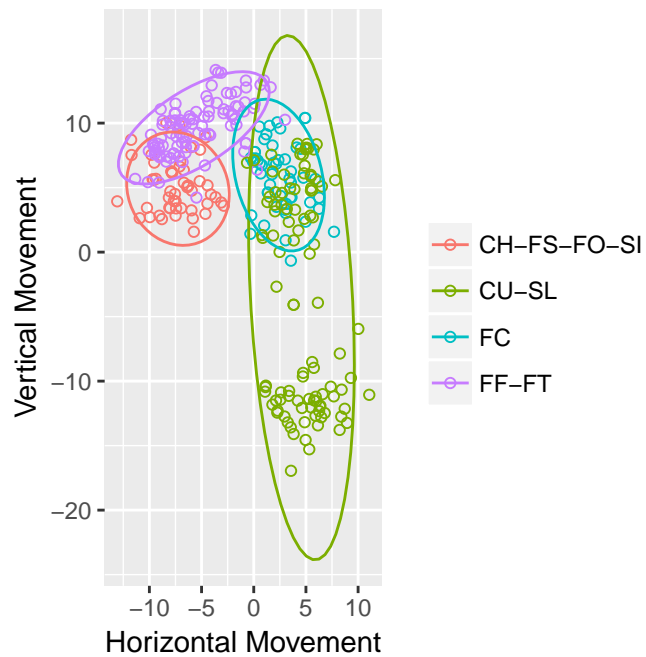 10
0
−10
−20
Vertical Movement
−10 −5 0 5 10
Horizontal Movement
CH−FS−FO−SI
CU−SL
FC
FF−FT